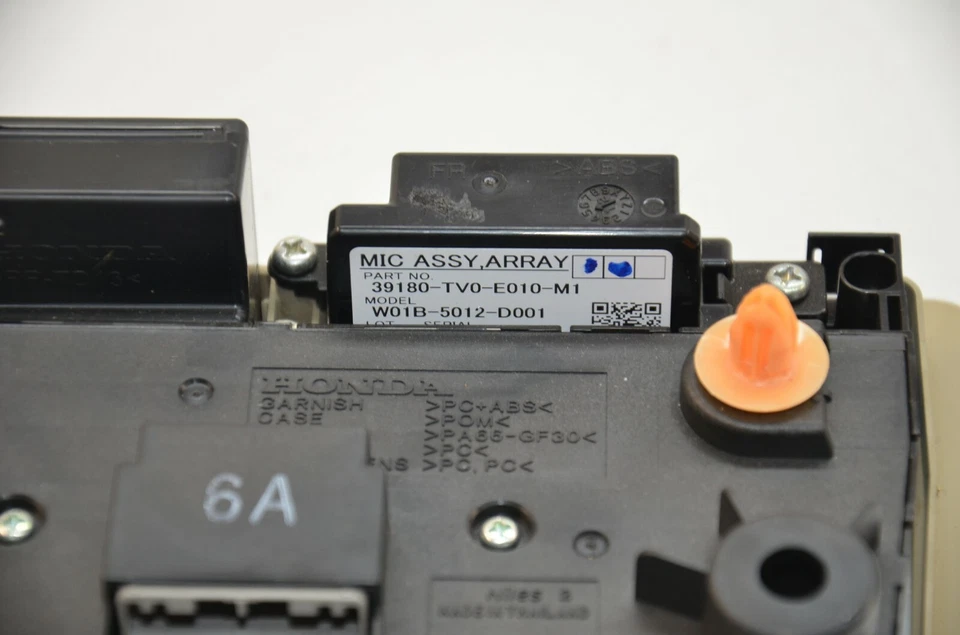 FR >ABS<
MIC ASSY,ARRAY
PART NO.
39180-TV0-E010-M1
MODEL
W01B-5012-D001
LOT SERIAL
HONDA
HONDA
GARNISH >PC+ABS<
CASE >POM<
>PA66-GF30<
>PC<
>PC, PC<
6A
MADE IN THAILAND